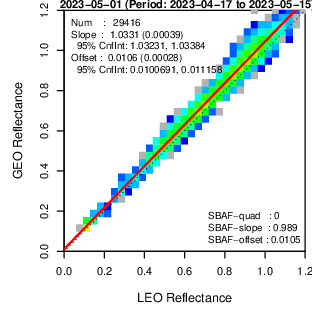 2023-05-01 (Period: 2023-04-17 to 2023-05-15)
Num : 29416
Slope : 1.0331 (0.00039)
95% CnfInt: 1.03231, 1.03384
Offset : 0.0106 (0.00028)
95% CnfInt: 0.0100691, 0.011158
GEO Reflectance
1.2
1.0
0.8
0.6
0.4
0.2
0.0
SBAF-quad : 0
SBAF-slope : 0.989
SBAF-offset : 0.0105
0.0 0.2 0.4 0.6 0.8 1.0 1.2
LEO Reflectance